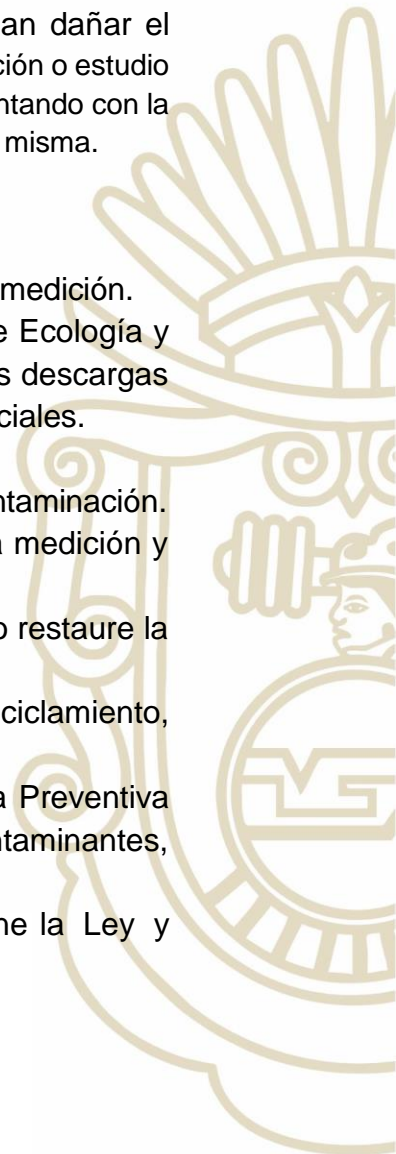 an dañar el
ción o estudio
ntando con la
misma.
medición.
e Ecología y
s descargas
ciales.
ntaminación.
a medición y
o restaure la
ciclamiento,
a Preventiva
ntaminantes,
ne la Ley y